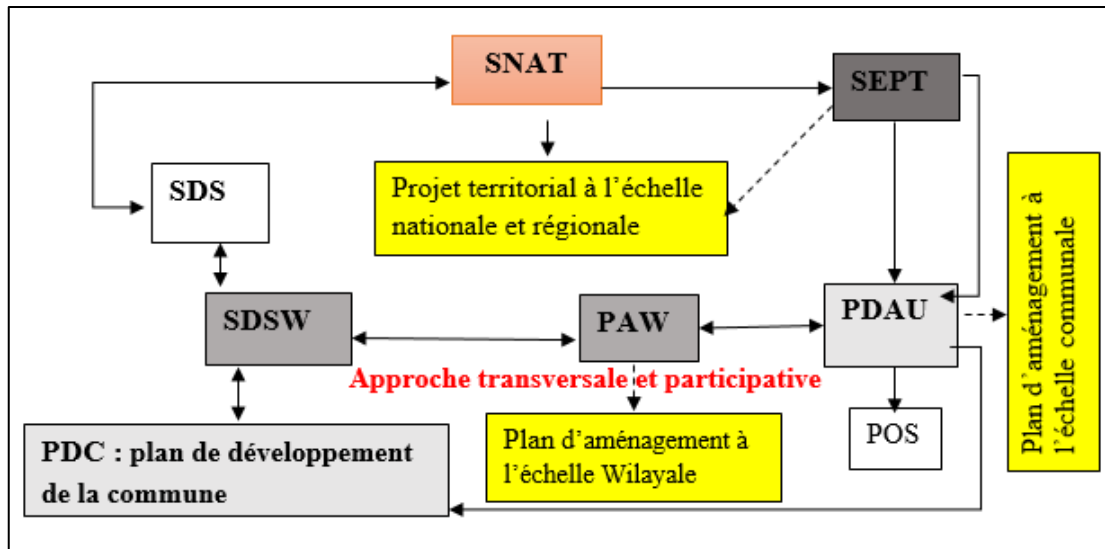 SNAT
SEPT
SDS
Projet territorial à l’échelle
nationale et régionale
Plan d’aménagement à
l’échelle communale
SDSW
PAW
PDAU
Approche transversale et participative
PDC : plan de développement
de la commune
Plan d’aménagement à
l’échelle Wilayale
POS